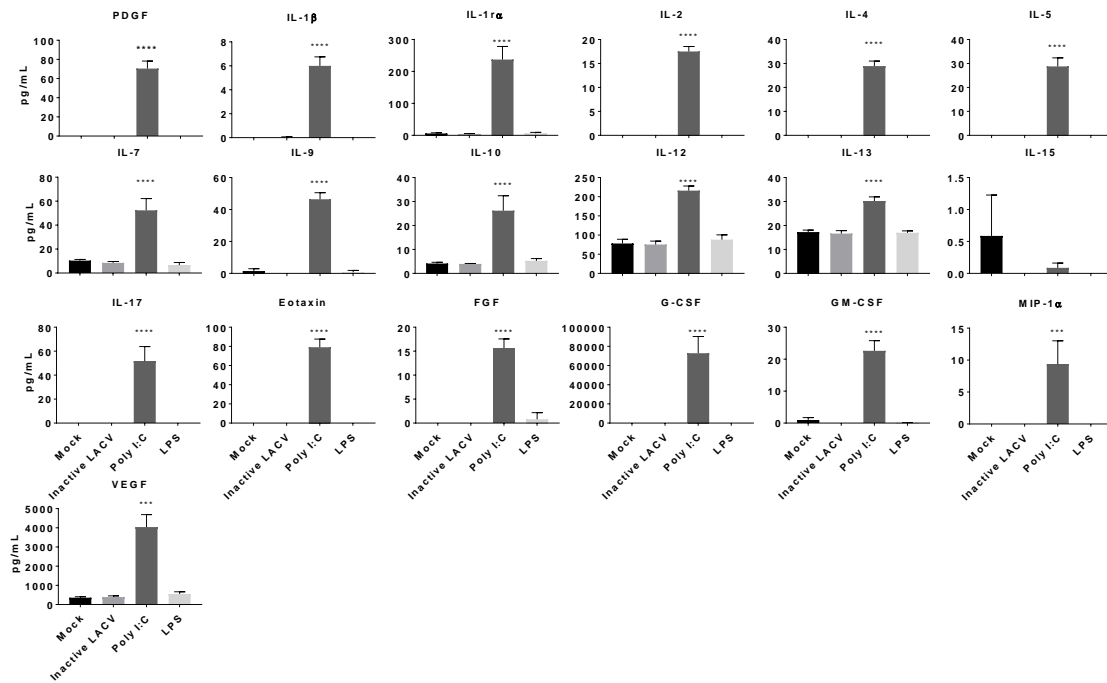 PDGF IL-1β IL-1rα IL-2 IL-4 IL-5
pg/mL
100 80 60 40 20 0
****
8 6 4 2 0
****
300 200 100 0
****
20 15 10 5 0
****
40 30 20 10 0
****
40 30 20 10 0
****
IL-7 IL-9 IL-10 IL-12 IL-13 IL-15
pg/mL
80 60 40 20 0
****
60 40 20 0
****
40 30 20 10 0
****
250 200 150 100 50 0
****
40 30 20 10 0
****
1.5 1.0 0.5 0.0
IL-17 Eotaxin FGF G-CSF GM-CSF MIP-1α
pg/mL
80 60 40 20 0
****
100 80 60 40 20 0
****
20 15 10 5 0
****
100000 80000 60000 40000 20000 0
****
30 20 10 0
****
15 10 5 0
***
Mock Inactive LACV Poly I:C LPS
Mock Inactive LACV Poly I:C LPS
Mock Inactive LACV Poly I:C LPS
Mock Inactive LACV Poly I:C LPS
Mock Inactive LACV Poly I:C LPS
Mock Inactive LACV Poly I:C LPS
VEGF
pg/mL
5000 4000 3000 2000 1000 0
***
Mock Inactive LACV Poly I:C LPS